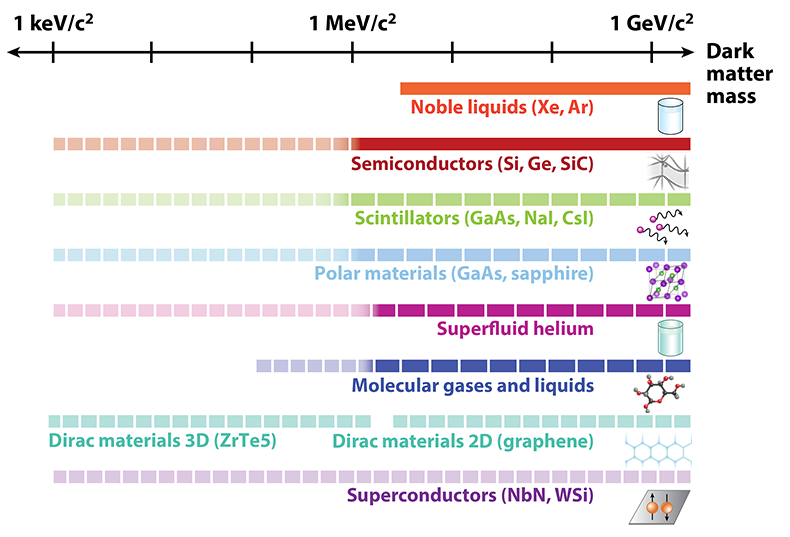 1 keV/c²
1 MeV/c²
1 GeV/c²
Dark
matter
mass
Noble liquids (Xe, Ar)
Semiconductors (Si, Ge, SiC)
Scintillators (GaAs, NaI, CsI)
Polar materials (GaAs, sapphire)
Superfluid helium
Molecular gases and liquids
Dirac materials 3D (ZrTe5)
Dirac materials 2D (graphene)
Superconductors (NbN, WSi)